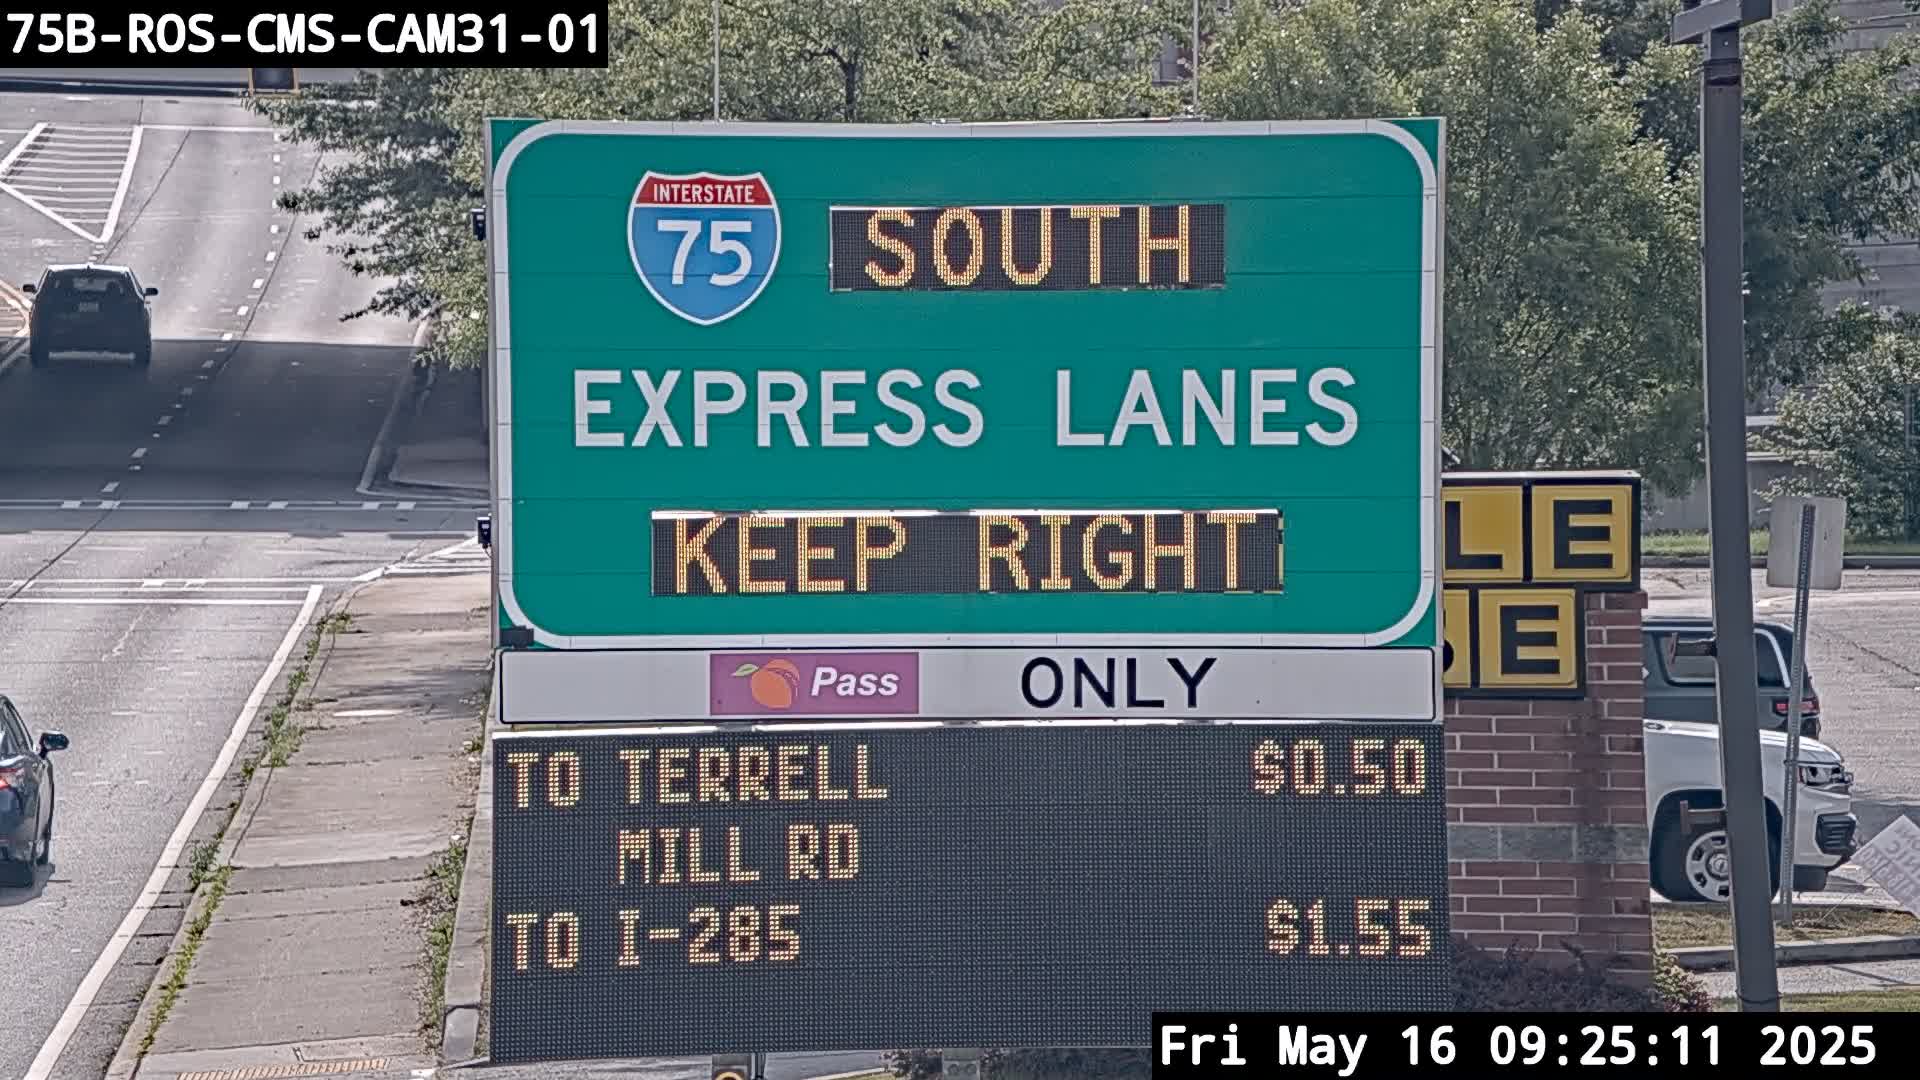 75B-ROS-CMS-CAM31-01
INTERSTATE
75
SOUTH
EXPRESS LANES
KEEP RIGHT
Pass ONLY
TO TERRELL $0.50
MILL RD
TO I-285 $1.55
LE
E
Fri May 16 09:25:11 2025